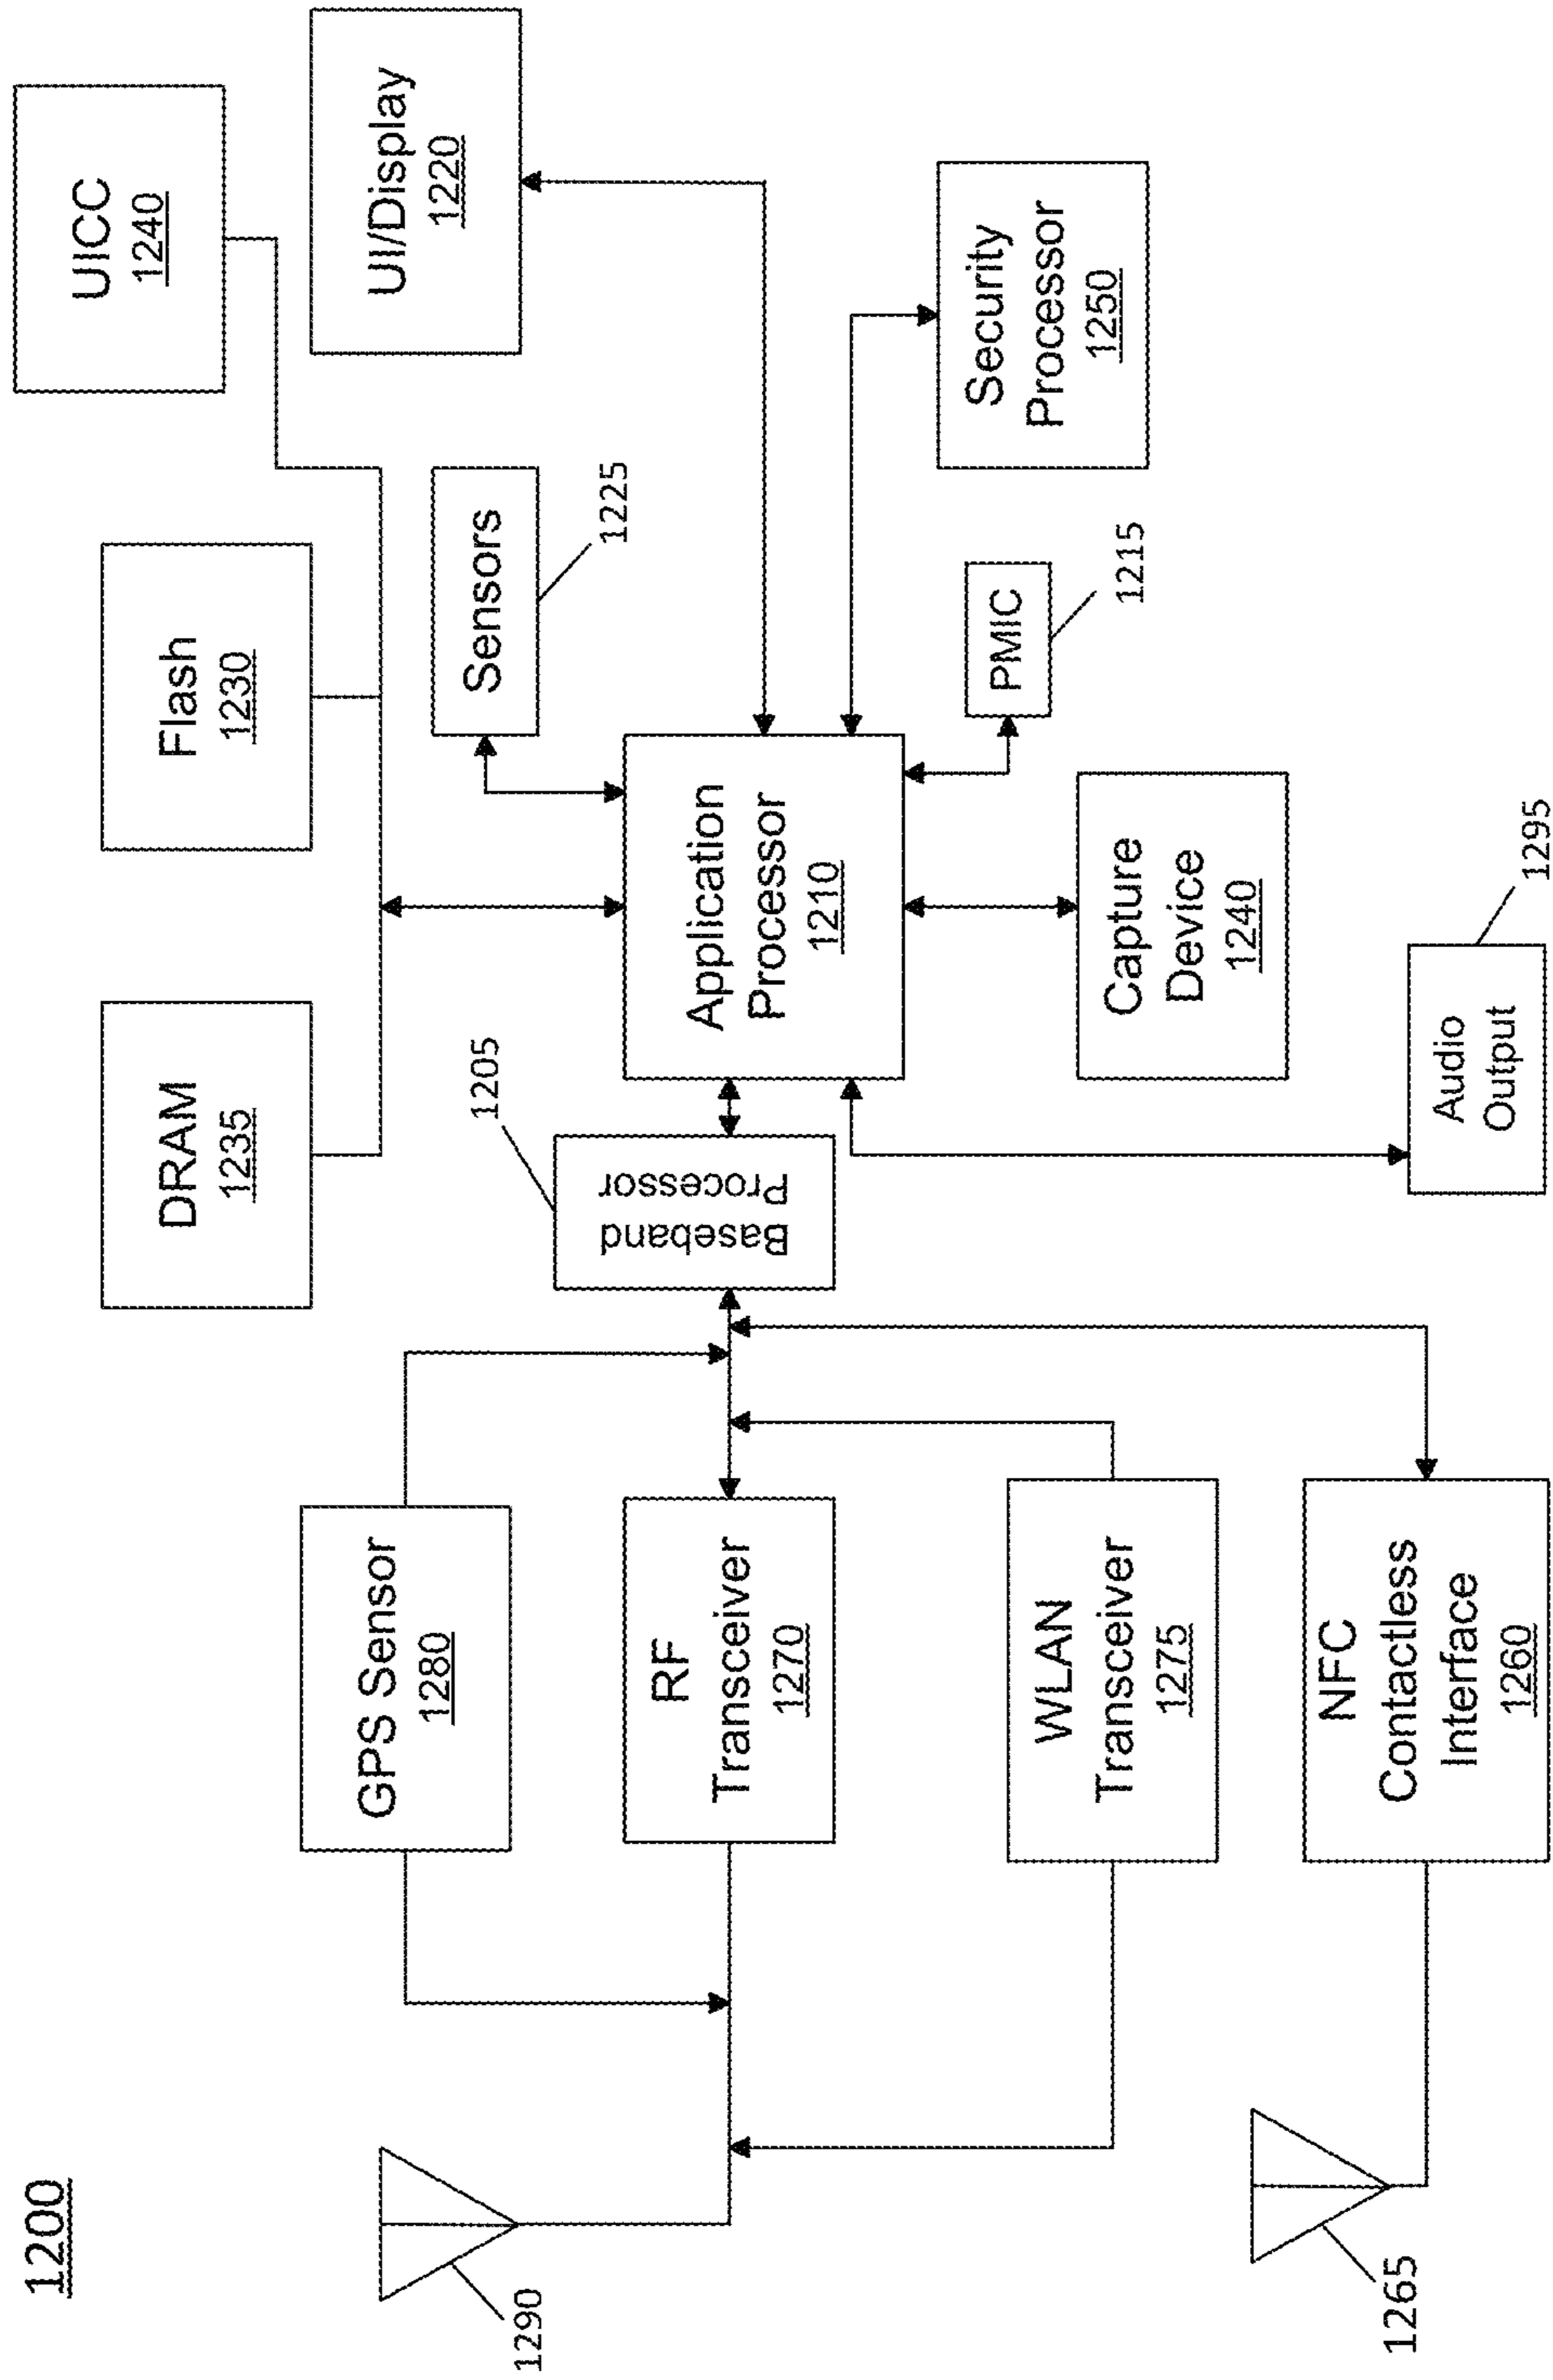 1200
UICC
1240
DRAM
1235
Flash
1230
UI/Display
1220
Sensors
1225
GPS Sensor
1280
1290
1205
Baseband
Processor
Application
Processor
1210
RF
Transceiver
1270
Security
Processor
1250
PMIC
1215
WLAN
Transceiver
1275
Capture
Device
1240
NFC
Contactless
Interface
1260
1265
Audio
Output
1295